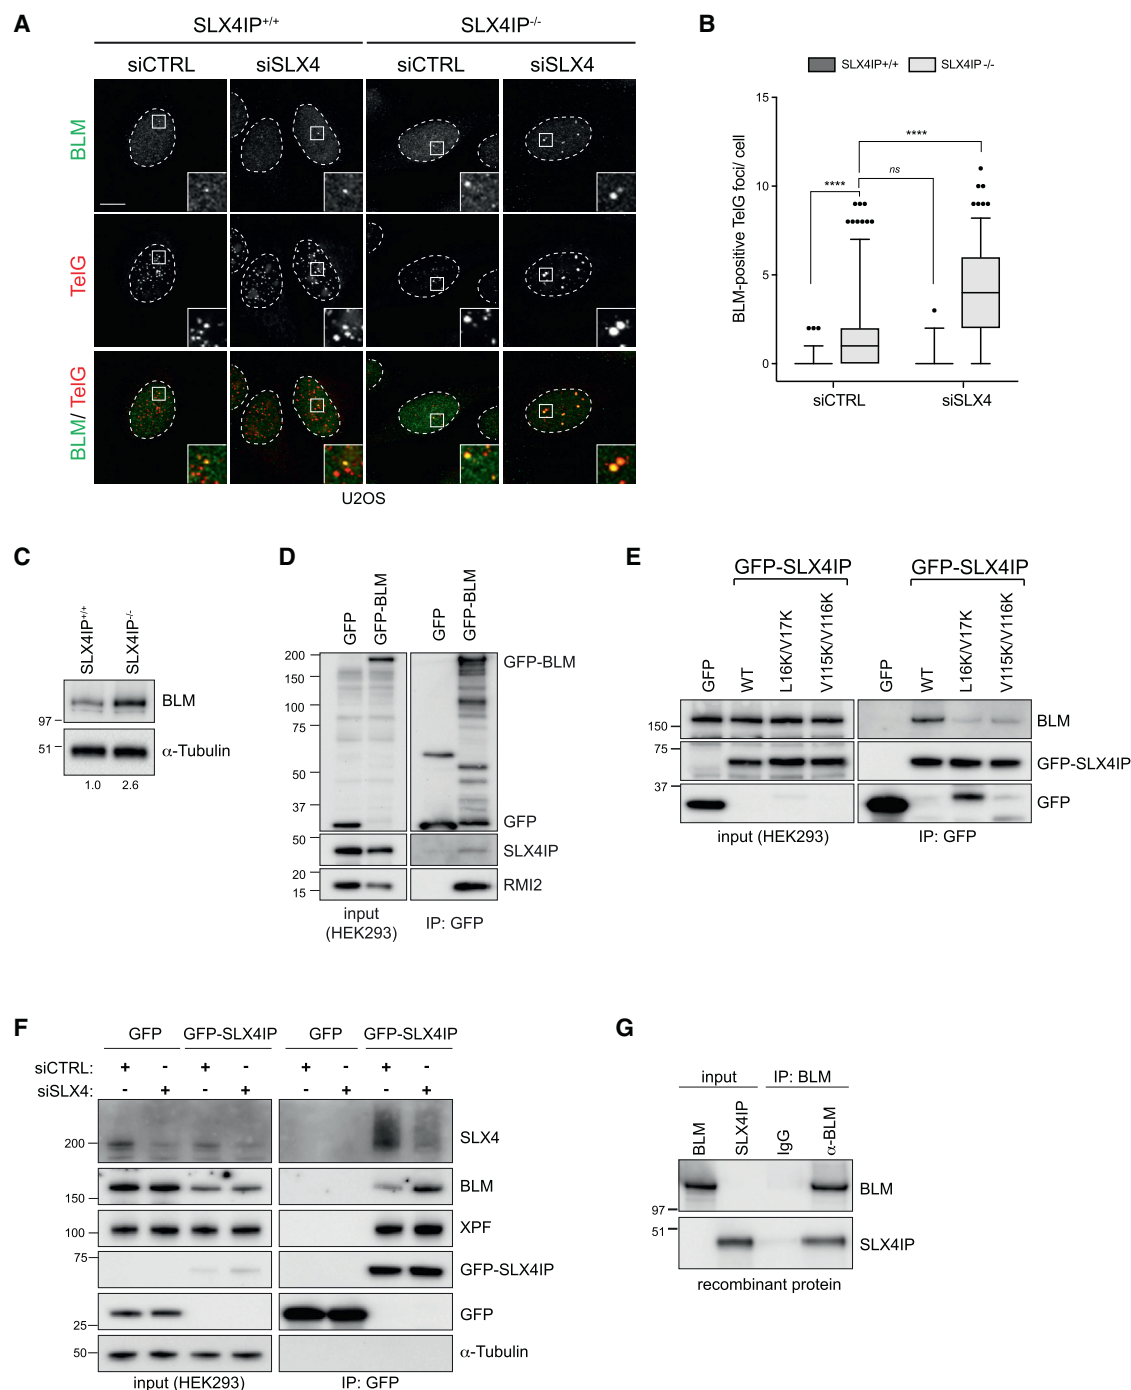 A
SLX4IP+/+ SLX4IP-/-
siCTRL siSLX4 siCTRL siSLX4
BLM
TelG
BLM/ TelG
U2OS
B
SLX4IP+/+ SLX4IP -/-
BLM-positive TelG foci/ cell
15
10
5
0
**** ns ****
siCTRL siSLX4
C
SLX4IP+/+ SLX4IP-/-
BLM
97
51
α-Tubulin
1.0 2.6
D
GFP GFP-BLM GFP GFP-BLM
200
150
100
75
50
37
50
20
15
GFP-BLM
GFP
SLX4IP
RMI2
input
(HEK293)
IP: GFP
E
GFP-SLX4IP GFP-SLX4IP
GFP WT L16K/V17K V115K/V116K GFP WT L16K/V17K V115K/V116K
150
75
37
BLM
GFP-SLX4IP
GFP
input (HEK293) IP: GFP
F
GFP GFP-SLX4IP GFP GFP-SLX4IP
siCTRL: + - + - + - + -
siSLX4: - + - + - + - +
200 SLX4
150 BLM
100 XPF
75 GFP-SLX4IP
25 GFP
50 α-Tubulin
input (HEK293) IP: GFP
G
input IP: BLM
BLM SLX4IP IgG α-BLM
BLM
97
51
SLX4IP
recombinant protein